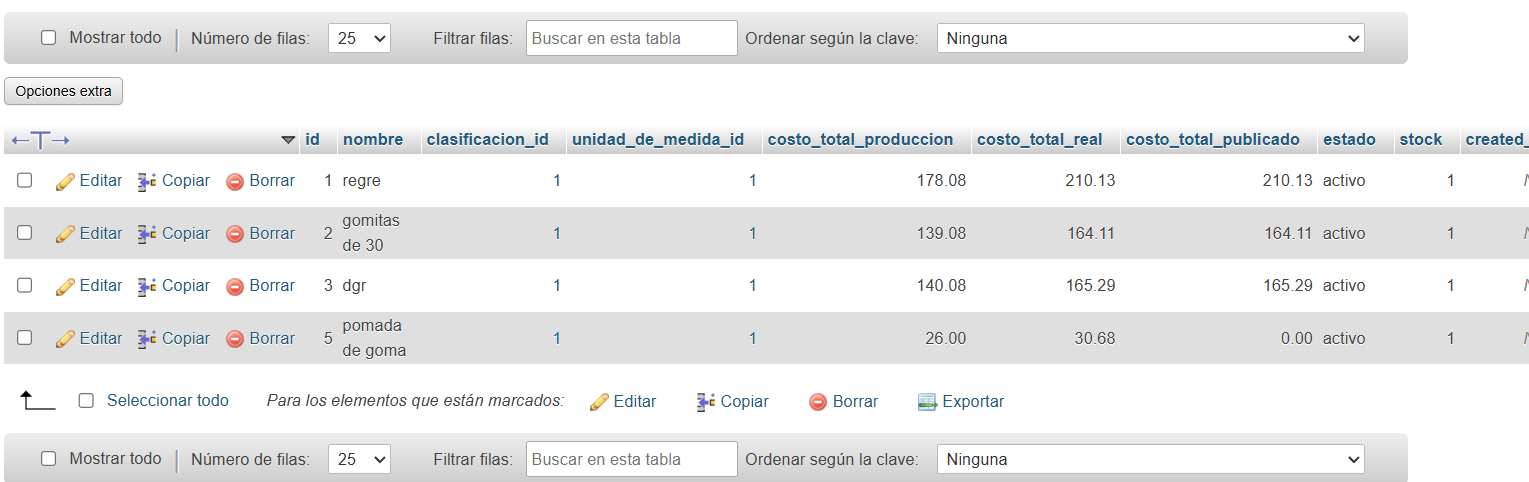 Mostrar todo Número de filas: 25 Filtrar filas: Buscar en esta tabla Ordenar según la clave: Ninguna
Opciones extra
id nombre clasificacion_id unidad_de_medida_id costo_total_produccion costo_total_real costo_total_publicado estado stock created_
Editar Copiar Borrar 1 regre 1 1 178.08 210.13 210.13 activo 1
Editar Copiar Borrar 2 gomitas de 30 1 1 139.08 164.11 164.11 activo 1
Editar Copiar Borrar 3 dgr 1 1 140.08 165.29 165.29 activo 1
Editar Copiar Borrar 5 pomada de goma 1 1 26.00 30.68 0.00 activo 1
Seleccionar todo Para los elementos que están marcados: Editar Copiar Borrar Exportar
Mostrar todo Número de filas: 25 Filtrar filas: Buscar en esta tabla Ordenar según la clave: Ninguna